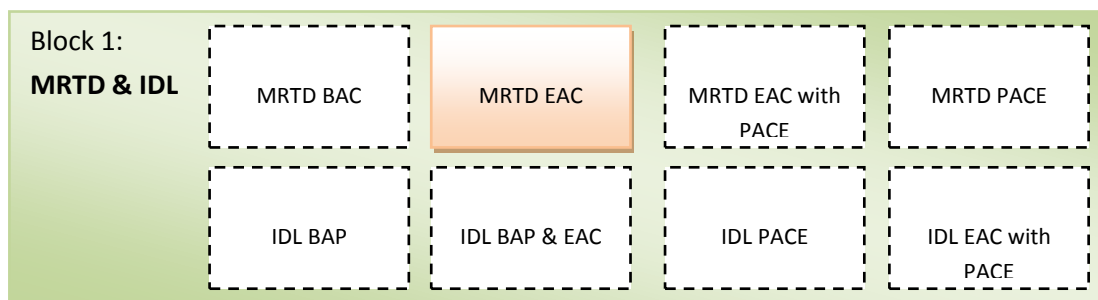 Block 1:
MRTD & IDL
MRTD BAC
MRTD EAC
MRTD EAC with
PACE
MRTD PACE
IDL BAP
IDL BAP & EAC
IDL PACE
IDL EAC with
PACE